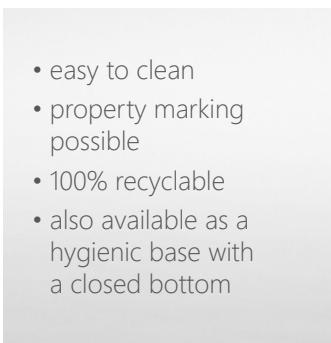 • easy to clean
• property marking
possible
• 100% recyclable
• also available as a
hygienic base with
a closed bottom